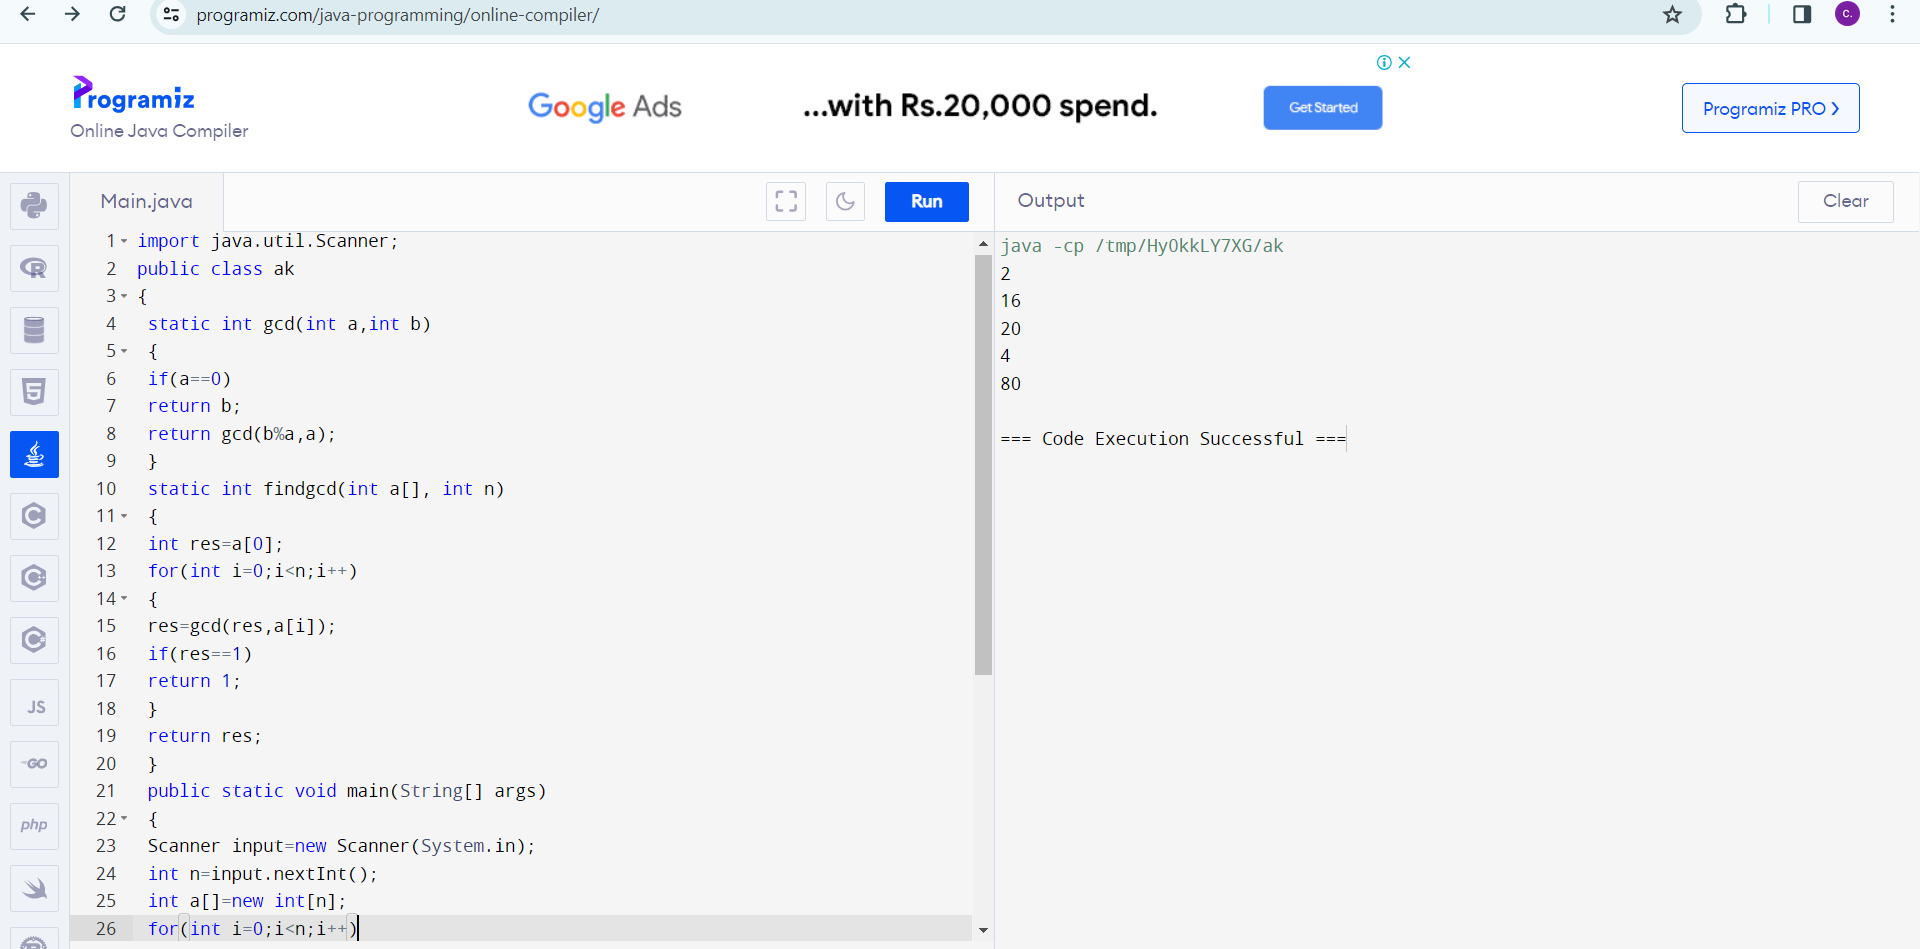 programiz.com/java-programming/online-compiler/
c.
Programiz
Online Java Compiler
Google Ads
...with Rs.20,000 spend.
Get Started
Programiz PRO >
Main.java
Run
Output
Clear
1 import java.util.Scanner;
2 public class ak
3 {
4 static int gcd(int a,int b)
5 {
6 if(a==0)
7 return b;
8 return gcd(b%a,a);
9 }
10 static int findgcd(int a[], int n)
11 {
12 int res=a[0];
13 for(int i=0;i<n;i++)
14 {
15 res=gcd(res,a[i]);
16 if(res==1)
17 return 1;
18 }
19 return res;
20 }
21 public static void main(String[] args)
22 {
23 Scanner input=new Scanner(System.in);
24 int n=input.nextInt();
25 int a[]=new int[n];
26 for(int i=0;i<n;i++)
java -cp /tmp/HyOkkLY7XG/ak
2
16
20
4
80
=== Code Execution Successful ===
R
5
C
C
C
JS
GO
php